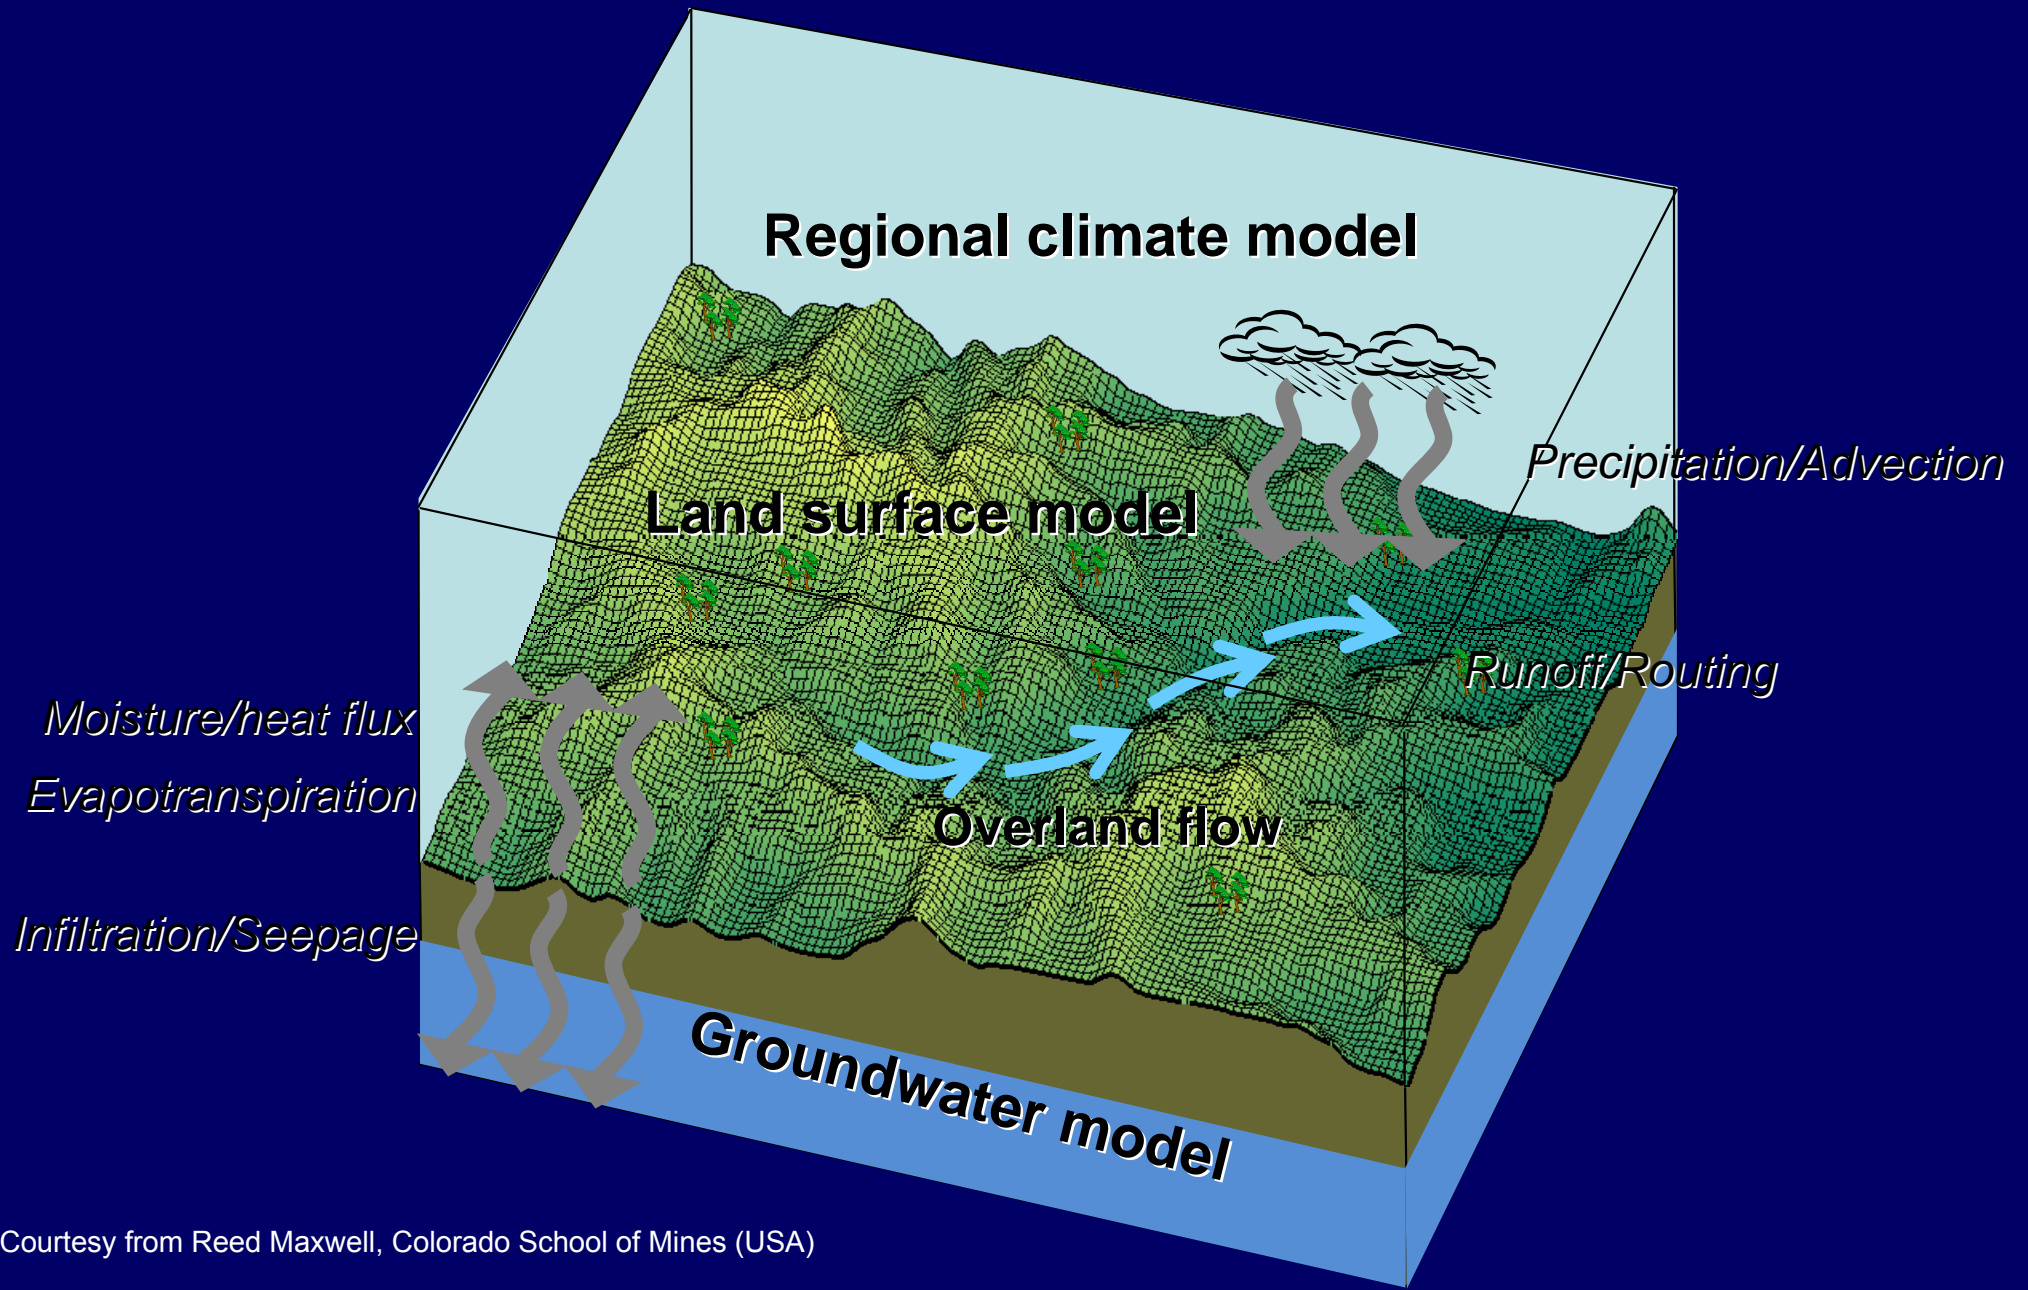 Regional climate model
Precipitation/Advection
Land surface model
Runoff/Routing
Moisture/heat flux
Evapotranspiration
Overland flow
Infiltration/Seepage
Groundwater model
Courtesy from Reed Maxwell, Colorado School of Mines (USA)